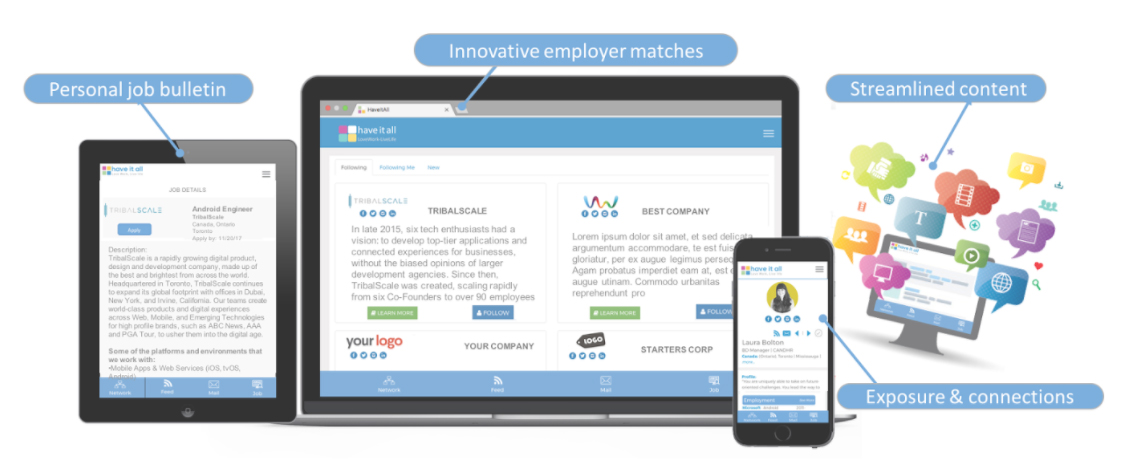 Innovative employer matches
Personal job bulletin
Streamlined content
Exposure & connections
have it all
JOB DETAILS
TRIBALSCALE
Apply
Android Engineer
TribalScale
Canada, Ontario
Toronto
Apply by: 11/20/17
Description:
TribalScale is a rapidly growing digital product,
design and development company, made up of
the best and brightest from across the world.
Headquartered in Toronto, TribalScale continues
to expand its global footprint with offices in Dubai,
New York, and Irvine, California. Our teams create
world-class products and digital experiences
across Web, Mobile, and Emerging Technologies
for high profile brands, such as ABC News, AAA
and PGA Tour, to usher them into the digital age.
Some of the platforms and environments that
we work with:
•Mobile Apps & Web Services (iOS, tvOS,
Android)
Network
Feed
Mail
Job
HaveItAll
have it all
Following
Following Me
New
TRIBALSCALE
TRIBALSCALE
In late 2015, six tech enthusiasts had a
vision: to develop top-tier applications and
connected experiences for businesses,
without the biased opinions of larger
development agencies. Since then,
TribalScale was created, scaling rapidly
from six Co-Founders to over 90 employees
LEARN MORE
FOLLOW
BEST COMPANY
Lorem ipsum dolor sit amet, et sed delicata
argumentum accommodare, te est
gloriatur, per ex augue legimus
Agam probatus imperdiet eam at, est
augue utinam. Commodo urbanitas
reprehendunt pro
LEARN MORE
FOLLOW
your logo
YOUR COMPANY
LOGO
STARTERS CORP
Network
Feed
Mail
Job
have it all
Laura Bolton
Profile
Employment
T